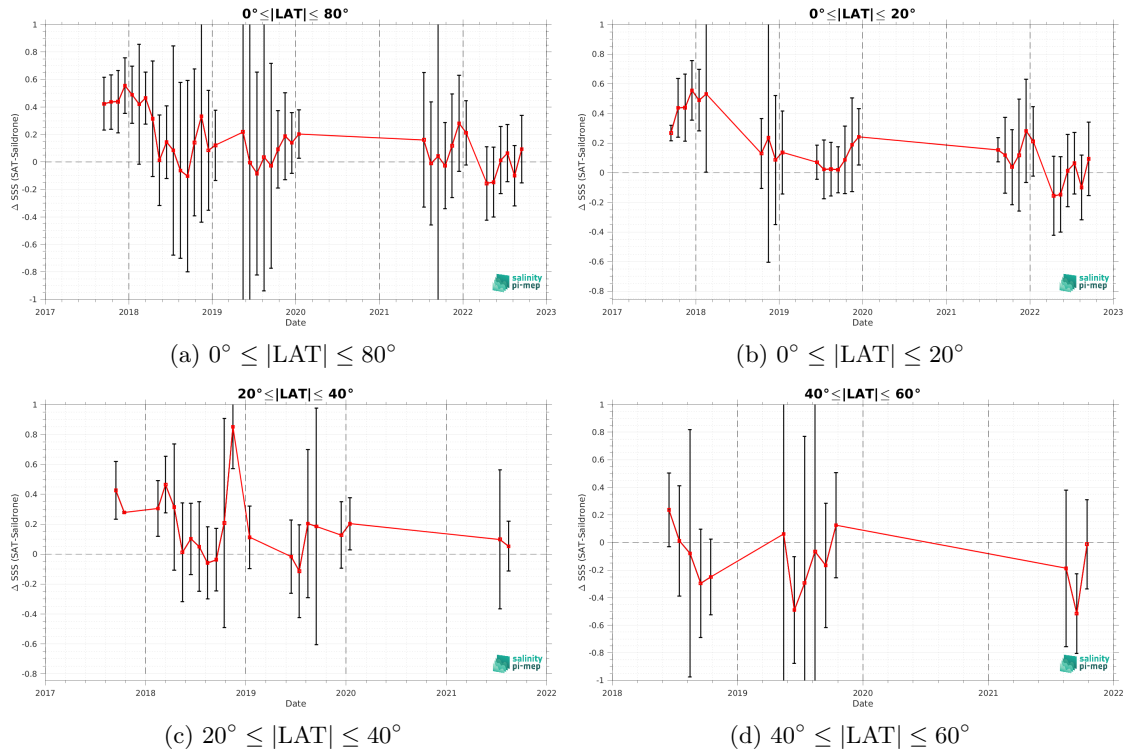 0°≤|LAT|≤ 80°
Δ SSS (SAT-Saildrone)
1
0.8
0.6
0.4
0.2
0
-0.2
-0.4
-0.6
-0.8
-1
2017
2018
2019
2020
2021
2022
2023
Date
salinity
pi-mep
(a) 0° ≤ |LAT| ≤ 80°
0°≤|LAT|≤ 20°
Δ SSS (SAT-Saildrone)
1
0.8
0.6
0.4
0.2
0
-0.2
-0.4
-0.6
-0.8
2017
2018
2019
2020
2021
2022
2023
Date
salinity
pi-mep
(b) 0° ≤ |LAT| ≤ 20°
20°≤|LAT|≤ 40°
Δ SSS (SAT-Saildrone)
1
0.8
0.6
0.4
0.2
0
-0.2
-0.4
-0.6
-0.8
2017
2018
2019
2020
2021
2022
Date
salinity
pi-mep
(c) 20° ≤ |LAT| ≤ 40°
40°≤|LAT|≤ 60°
Δ SSS (SAT-Saildrone)
1
0.8
0.6
0.4
0.2
0
-0.2
-0.4
-0.6
-0.8
-1
2018
2019
2020
2021
2022
Date
salinity
pi-mep
(d) 40° ≤ |LAT| ≤ 60°